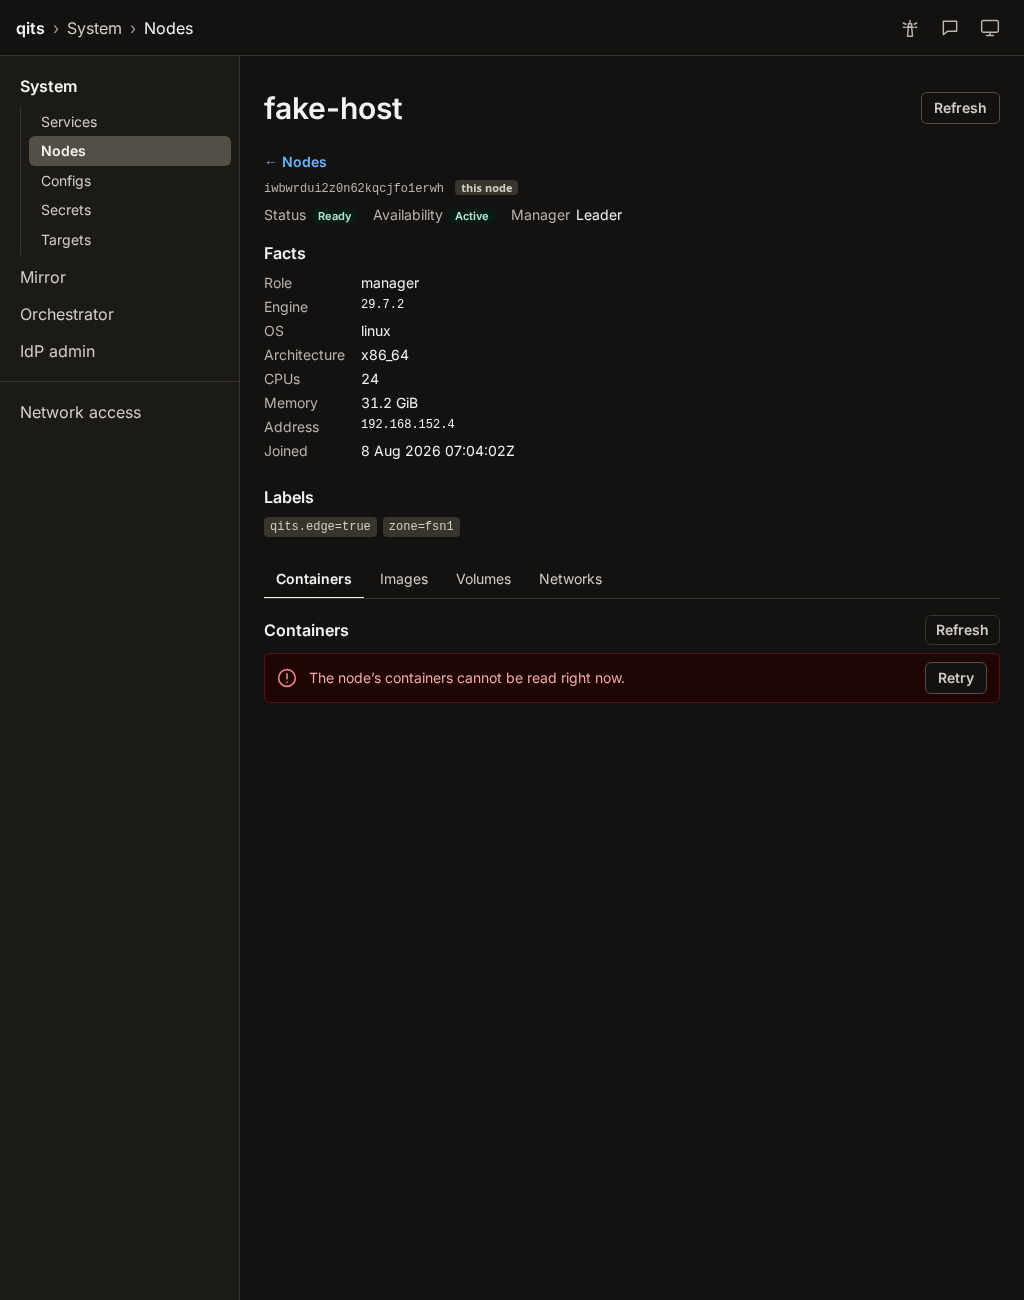 qits › System › Nodes
System
Services
Nodes
Configs
Secrets
Targets
Mirror
Orchestrator
IdP admin
Network access
fake-host
Refresh
← Nodes
iwbwrdui2z0n62kqcjfo1erwh this node
Status Ready Availability Active Manager Leader
Facts
Role manager
Engine 29.7.2
OS linux
Architecture x86_64
CPUs 24
Memory 31.2 GiB
Address 192.168.152.4
Joined 8 Aug 2026 07:04:02Z
Labels
qits.edge=true zone=fsn1
Containers Images Volumes Networks
Containers Refresh
The node’s containers cannot be read right now. Retry